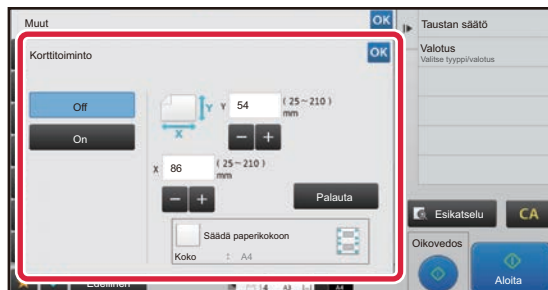 Muut
OK
Korttitoiminto
OK
Off
On
Y
X
Y 54 (25~210) mm
X 86 (25~210) mm
Palauta
Säädä paperikokoon
Koko : A4
Taustan säätö
Valotus
Valitse tyyppi/valotus
Esikatselu
CA
Oikovedos
Aloita